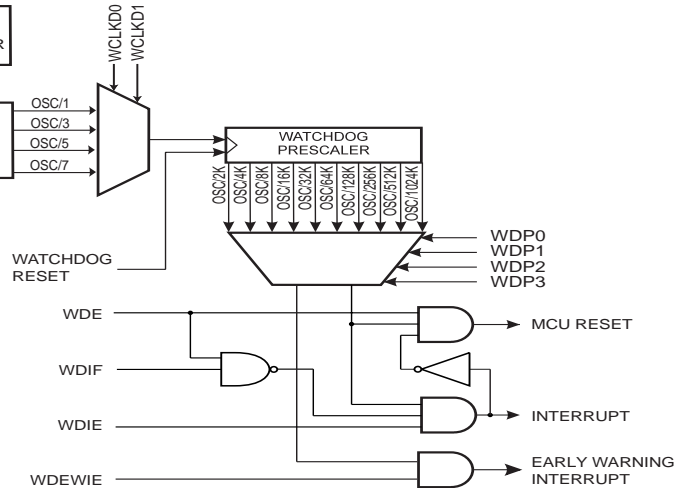 R
WCLKD0
WCLKD1
OSC/1
OSC/3
OSC/5
OSC/7
WATCHDOG
PRESCALER
OSC/2K
OSC/4K
OSC/8K
OSC/16K
OSC/32K
OSC/64K
OSC/128K
OSC/256K
OSC/512K
OSC/1024K
WATCHDOG
RESET
WDP0
WDP1
WDP2
WDP3
WDE
MCU RESET
WDIF
WDIE
INTERRUPT
WDEWIE
EARLY WARNING
INTERRUPT